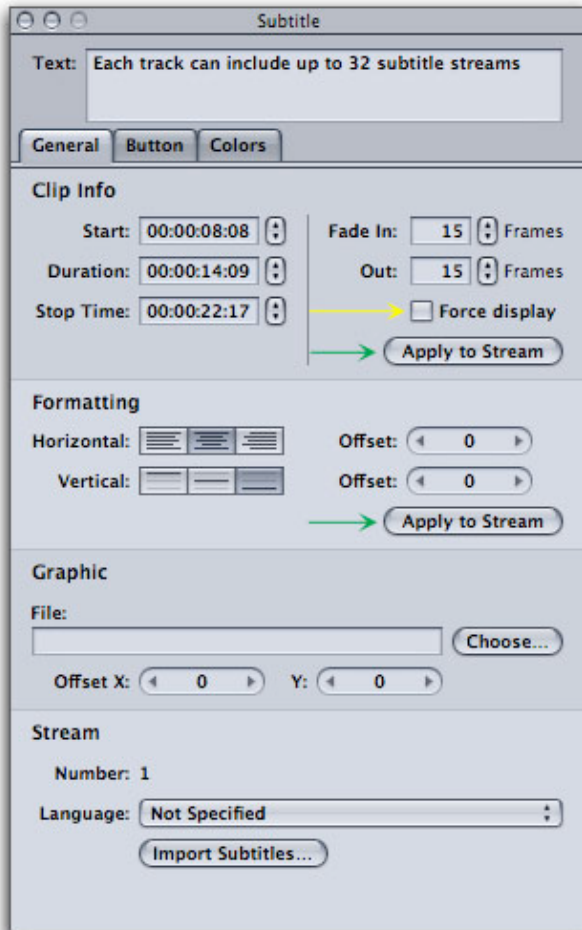 Subtitle
Text: Each track can include up to 32 subtitle streams
General Button Colors
Clip Info
Start: 00:00:08:08 Fade In: 15 Frames
Duration: 00:00:14:09 Out: 15 Frames
Stop Time: 00:00:22:17 Force display
Apply to Stream
Formatting
Horizontal: Offset: 0
Vertical: Offset: 0
Apply to Stream
Graphic
File:
Choose...
Offset X: 0 Y: 0
Stream
Number: 1
Language: Not Specified
Import Subtitles...